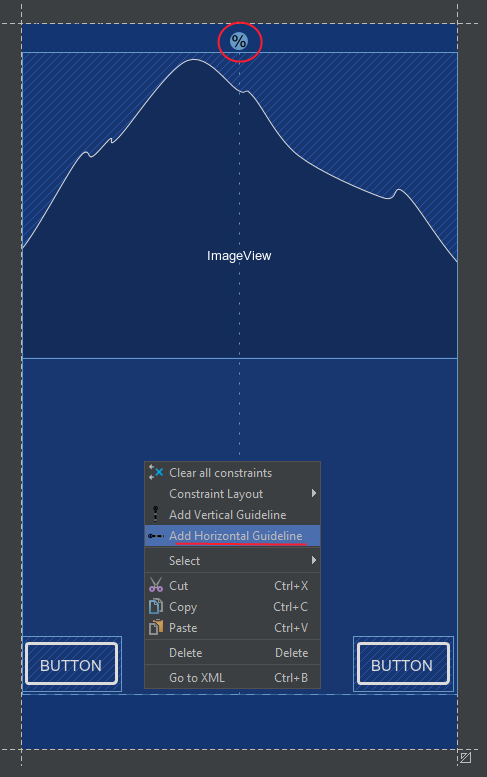 %
ImageView
Clear all constraints
Constraint Layout
Add Vertical Guideline
Add Horizontal Guideline
Select
Cut Ctrl+X
Copy Ctrl+C
Paste Ctrl+V
Delete Delete
Go to XML Ctrl+B
BUTTON BUTTON